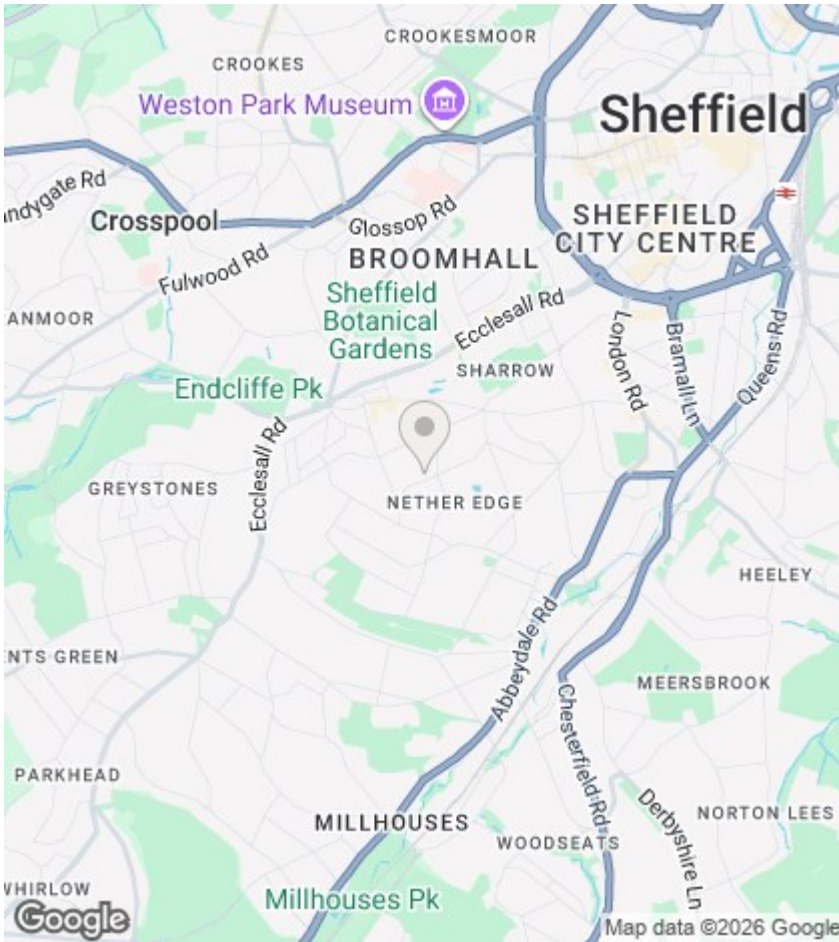 CROOKESMOOR
CROOKES
Weston Park Museum
Sheffield
andygate Rd
Crosspool
Glossop Rd
SHEFFIELD
CITY CENTRE
BROOMHALL
Fulwood Rd
Sheffield
Botanical
Gardens
ANMOOR
Ecclesall Rd
London Rd
Bramall Ln
Queens Rd
SHARROW
Endcliffe Pk
Ecclesall Rd
GREYSTONES
NETHER EDGE
HEELEY
Abbeydale Rd
ENTS GREEN
MEERSBROOK
Chesterfield Rd
PARKHEAD
Derbyshire Ln
NORTON LEES
MILLHOUSES
WOODSEATS
WHIRLOW
Millhouses Pk
Google
Map data ©2026 Google